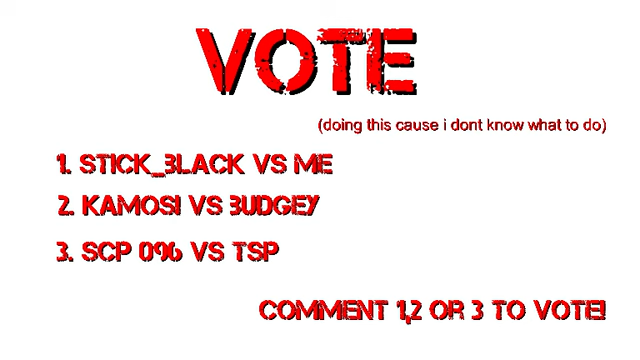 VOTE
(doing this cause i dont know what to do)
1. STICK_BLACK VS ME
2. KAMOSI VS BUDGEY
3. SCP 096 VS TSP
COMMENT 1,2 OR 3 TO VOTE!